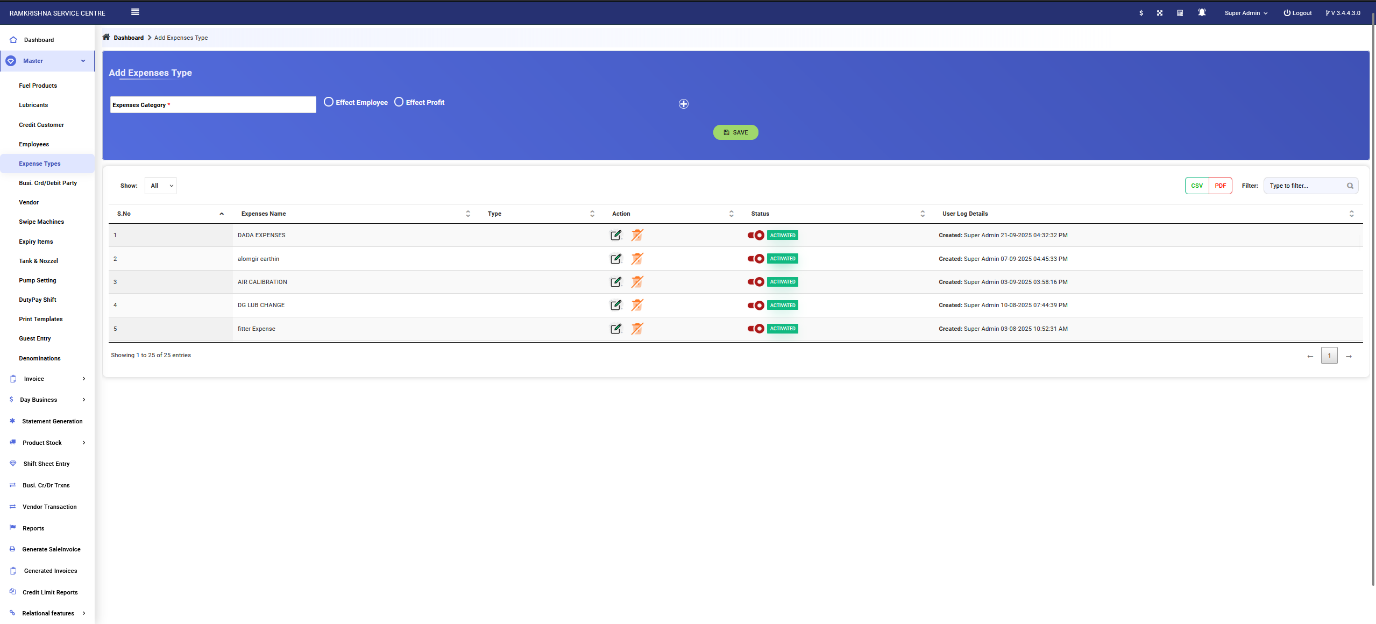 RAMKRISHNA SERVICE CENTRE
$ Super Admin Logout V 3.4.4.3.0
Dashboard
Master
Fuel Products
Lubricants
Credit Customer
Employees
Expense Types
Busi. Crd/Debit Party
Vendor
Swipe Machines
Expiry Items
Tank & Nozzel
Pump Setting
DutyPay Shift
Print Templates
Guest Entry
Denominations
Invoice
$ Day Business
Statement Generation
Product Stock
Shift Sheet Entry
Busi. Cr/Dr Trxns
Vendor Transaction
Reports
Generate SaleInvoice
Generated Invoices
Credit Limit Reports
Relational features
Dashboard > Add Expenses Type
Add Expenses Type
Expenses Category * Effect Employee Effect Profit
SAVE
Show: All CSV PDF Filter: Type to filter...
S.No Expenses Name Type Action Status User Log Details
1 DADA EXPENSES ACTIVATED Created: Super Admin 21-09-2025 04:32:32 PM
2 alomgir earthin ACTIVATED Created: Super Admin 07-09-2025 04:45:33 PM
3 AIR CALIBRATION ACTIVATED Created: Super Admin 03-09-2025 03:58:16 PM
4 DG LUB CHANGE ACTIVATED Created: Super Admin 10-08-2025 07:44:39 PM
5 fitter Expense ACTIVATED Created: Super Admin 03-08-2025 10:52:31 AM
Showing 1 to 25 of 25 entries
← 1 →